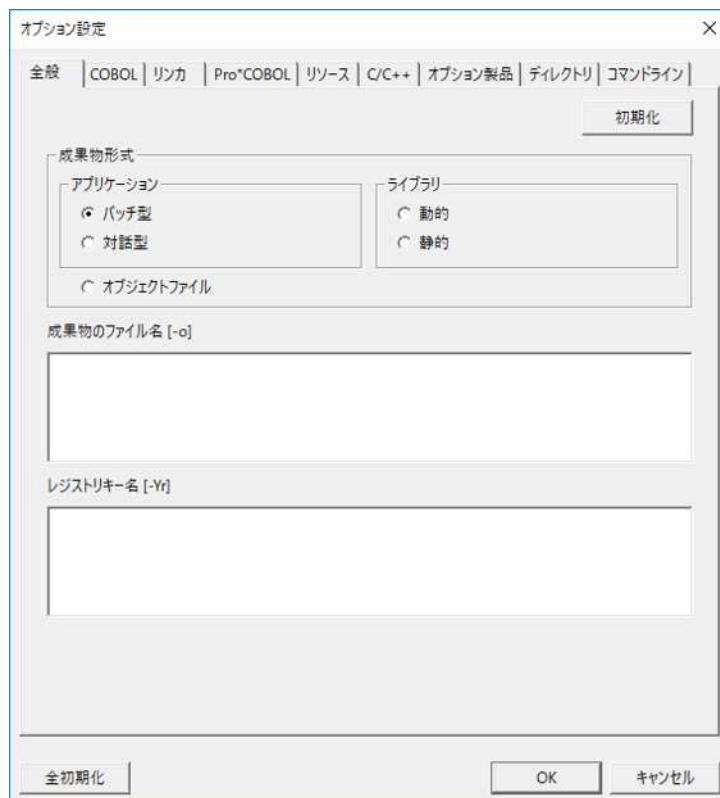 オプション設定
全般 COBOL リンカ Pro*COBOL リソース C/C++ オプション製品 ディレクトリ コマンドライン
初期化
成果物形式
アプリケーション ライブラリ
バッチ型 動的
対話型 静的
オブジェクトファイル
成果物のファイル名 [-o]
レジストリキー名 [-Yr]
全初期化 OK キャンセル